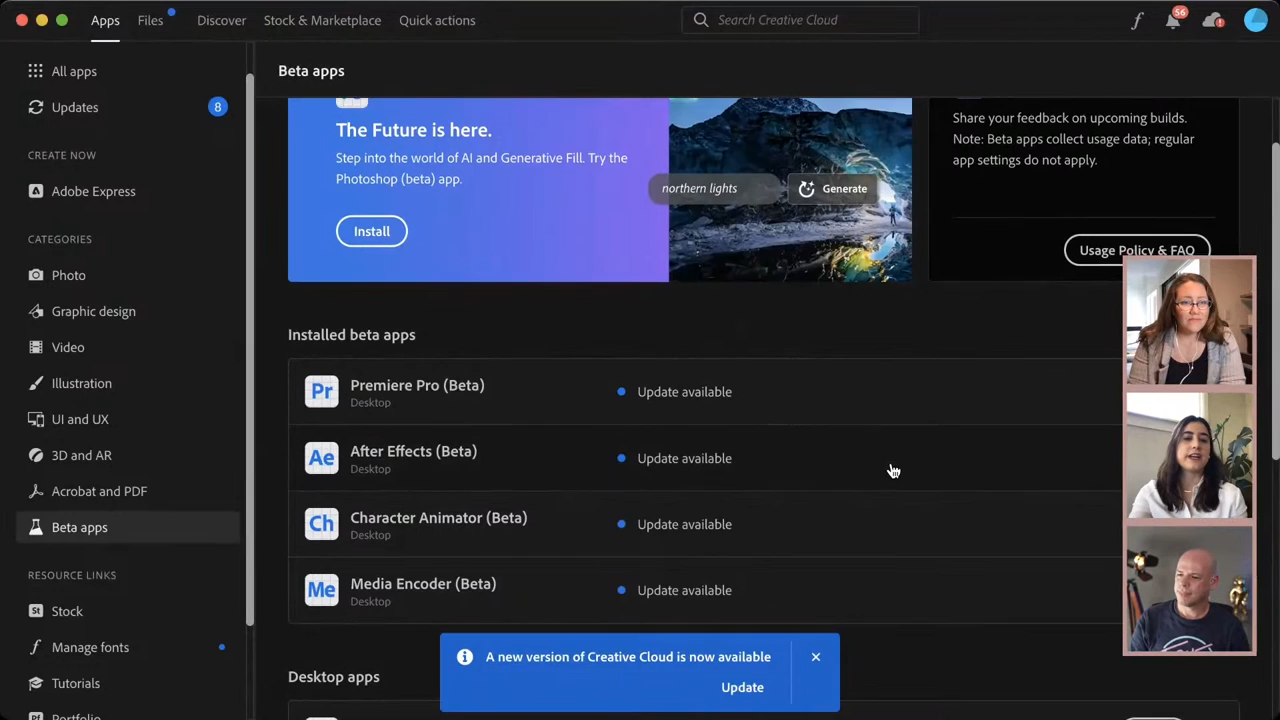 Apps
Files
Discover
Stock & Marketplace
Quick actions
Search Creative Cloud
56
All apps
Updates
8
CREATE NOW
Adobe Express
CATEGORIES
Photo
Graphic design
Video
Illustration
UI and UX
3D and AR
Acrobat and PDF
Beta apps
RESOURCE LINKS
St Stock
Manage fonts
Tutorials
Pf Portfolio
Beta apps
The Future is here.
Step into the world of AI and Generative Fill. Try the
Photoshop (beta) app.
Install
northern lights
Generate
Share your feedback on upcoming builds.
Note: Beta apps collect usage data; regular
app settings do not apply.
Usage Policy & FAQ
Installed beta apps
Pr Premiere Pro (Beta)
Desktop
Update available
Ae After Effects (Beta)
Desktop
Update available
Ch Character Animator (Beta)
Desktop
Update available
Me Media Encoder (Beta)
Desktop
Update available
Desktop apps
A new version of Creative Cloud is now available
Update